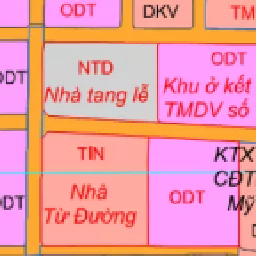 ODT
DKV
TM
ODT
NTD
Nhà tang lễ
ODT
Khu ở kết
TMDV số
TIN
Nhà
Từ Đường
ODT
KTX
CĐT
Mỹ
ODT